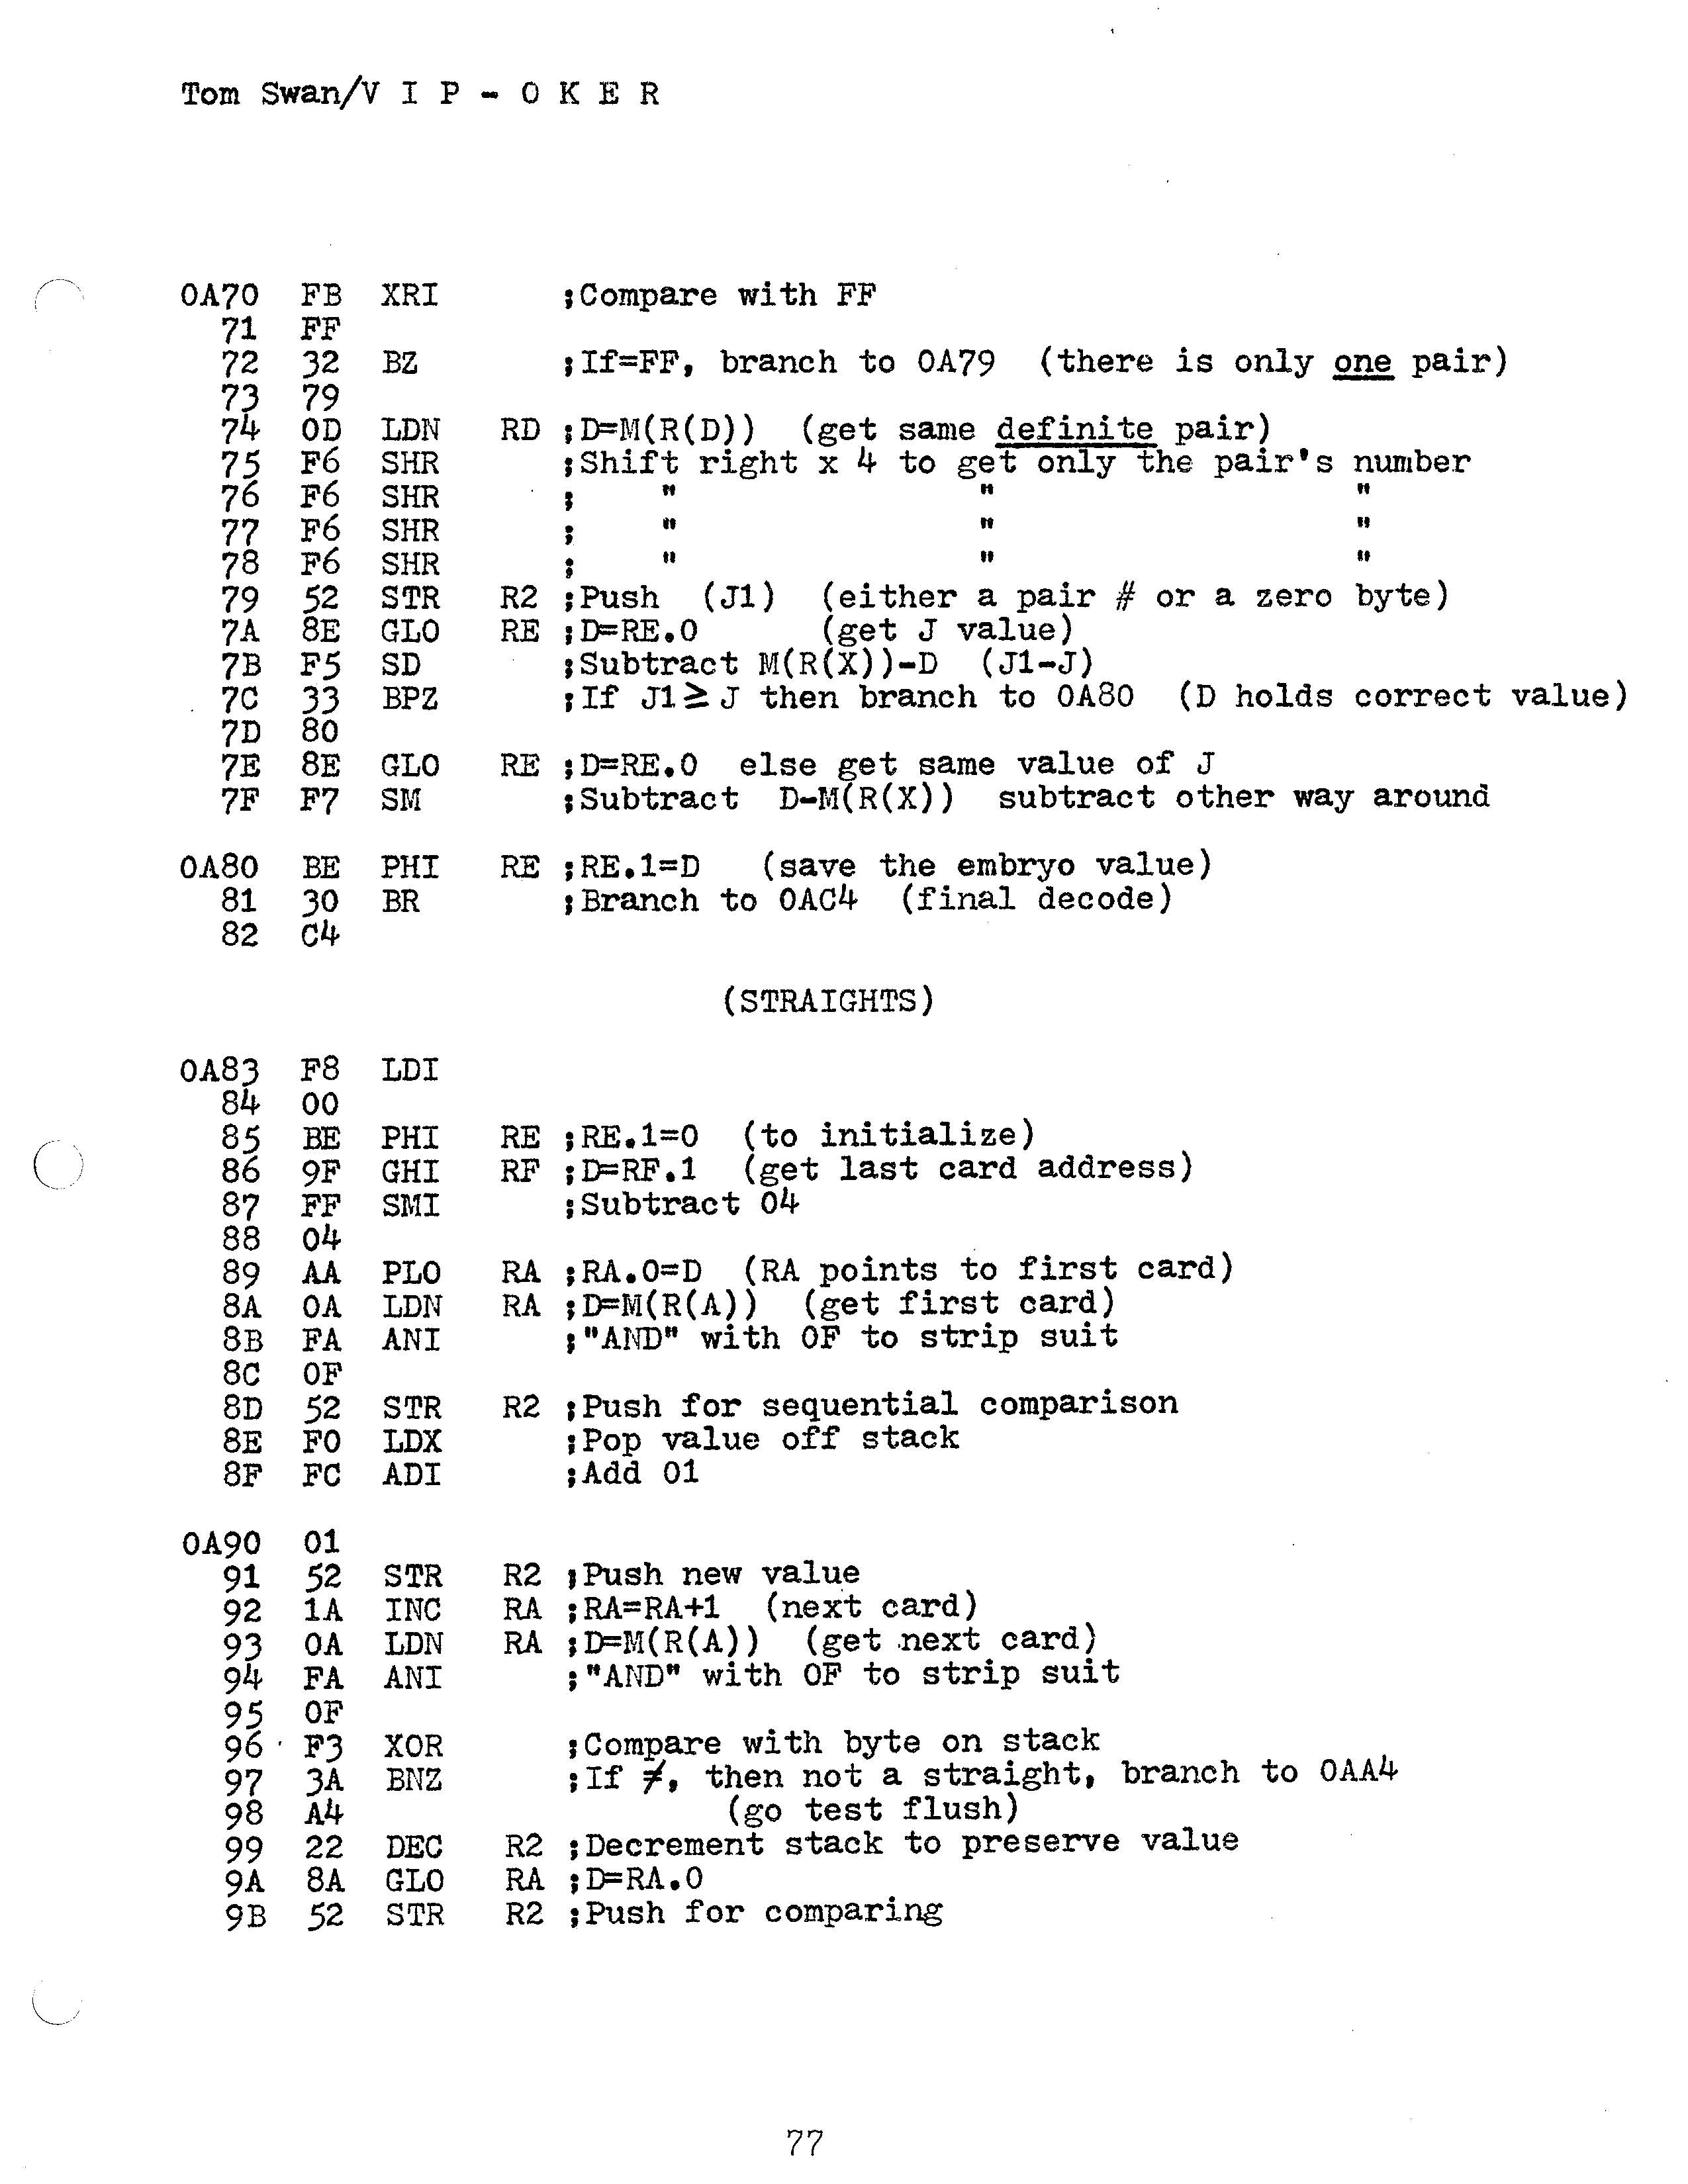 Tom Swan/V I P - O K E R
0A70 FB XRI ;Compare with FF
71 FF
72 32 BZ ;If=FF, branch to 0A79 (there is only one pair)
73 79
74 0D LDN RD ;D=M(R(D)) (get same definite pair)
75 F6 SHR ;Shift right x 4 to get only the pair's number
76 F6 SHR ; " " "
77 F6 SHR ; " " "
78 F6 SHR ; " " "
79 52 STR R2 ;Push (J1) (either a pair # or a zero byte)
7A 8E GLO RE ;D=RE.0 (get J value)
7B F5 SD ;Subtract M(R(X))-D (J1-J)
7C 33 BPZ ;If J1≥J then branch to 0A80 (D holds correct value)
7D 80
7E 8E GLO RE ;D=RE.0 else get same value of J
7F F7 SM ;Subtract D-M(R(X)) subtract other way around
0A80 BE PHI RE ;RE.1=D (save the embryo value)
81 30 BR ;Branch to 0AC4 (final decode)
82 C4
(STRAIGHTS)
0A83 F8 LDI
84 00
85 BE PHI RE ;RE.1=0 (to initialize)
86 9F GHI RF ;D=RF.1 (get last card address)
87 FF SMI ;Subtract 04
88 04
89 AA PLO RA ;RA.0=D (RA points to first card)
8A 0A LDN RA ;D=M(R(A)) (get first card)
8B FA ANI ;"AND" with 0F to strip suit
8C 0F
8D 52 STR R2 ;Push for sequential comparison
8E F0 LDX ;Pop value off stack
8F FC ADI ;Add 01
0A90 01
91 52 STR R2 ;Push new value
92 1A INC RA ;RA=RA+1 (next card)
93 0A LDN RA ;D=M(R(A)) (get next card)
94 FA ANI ;"AND" with 0F to strip suit
95 0F
96 F3 XOR ;Compare with byte on stack
97 3A BNZ ;If ≠, then not a straight, branch to 0AA4
98 A4 (go test flush)
99 22 DEC R2 ;Decrement stack to preserve value
9A 8A GLO RA ;D=RA.0
9B 52 STR R2 ;Push for comparing
77